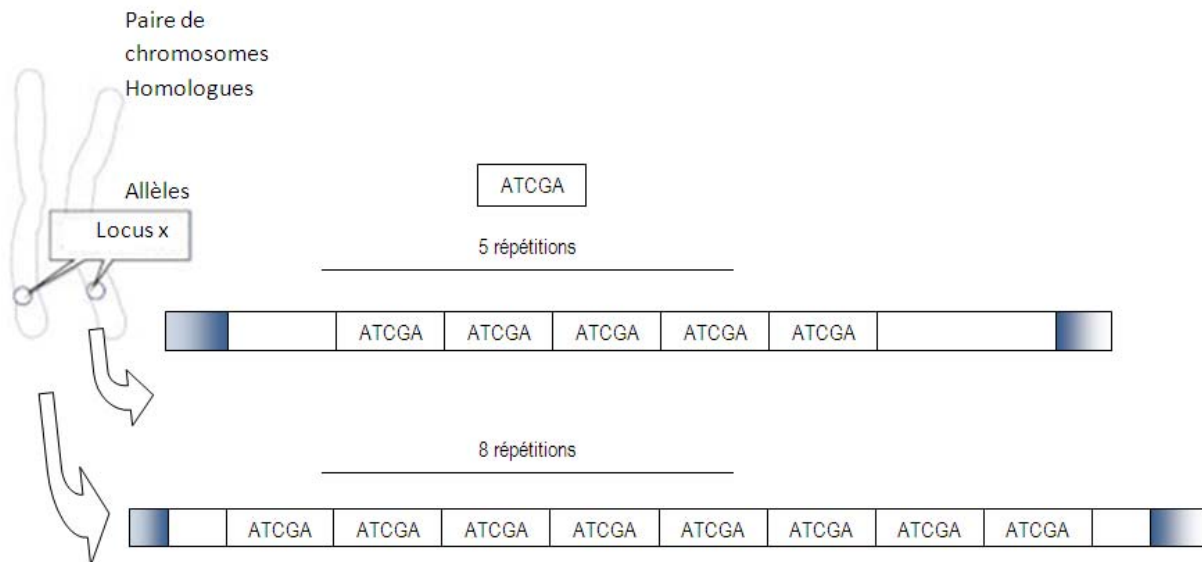 Paire de
chromosomes
Homologues
Allèles
Locus x
ATCGA
5 répétitions
ATCGA ATCGA ATCGA ATCGA ATCGA
8 répétitions
ATCGA ATCGA ATCGA ATCGA ATCGA ATCGA ATCGA ATCGA